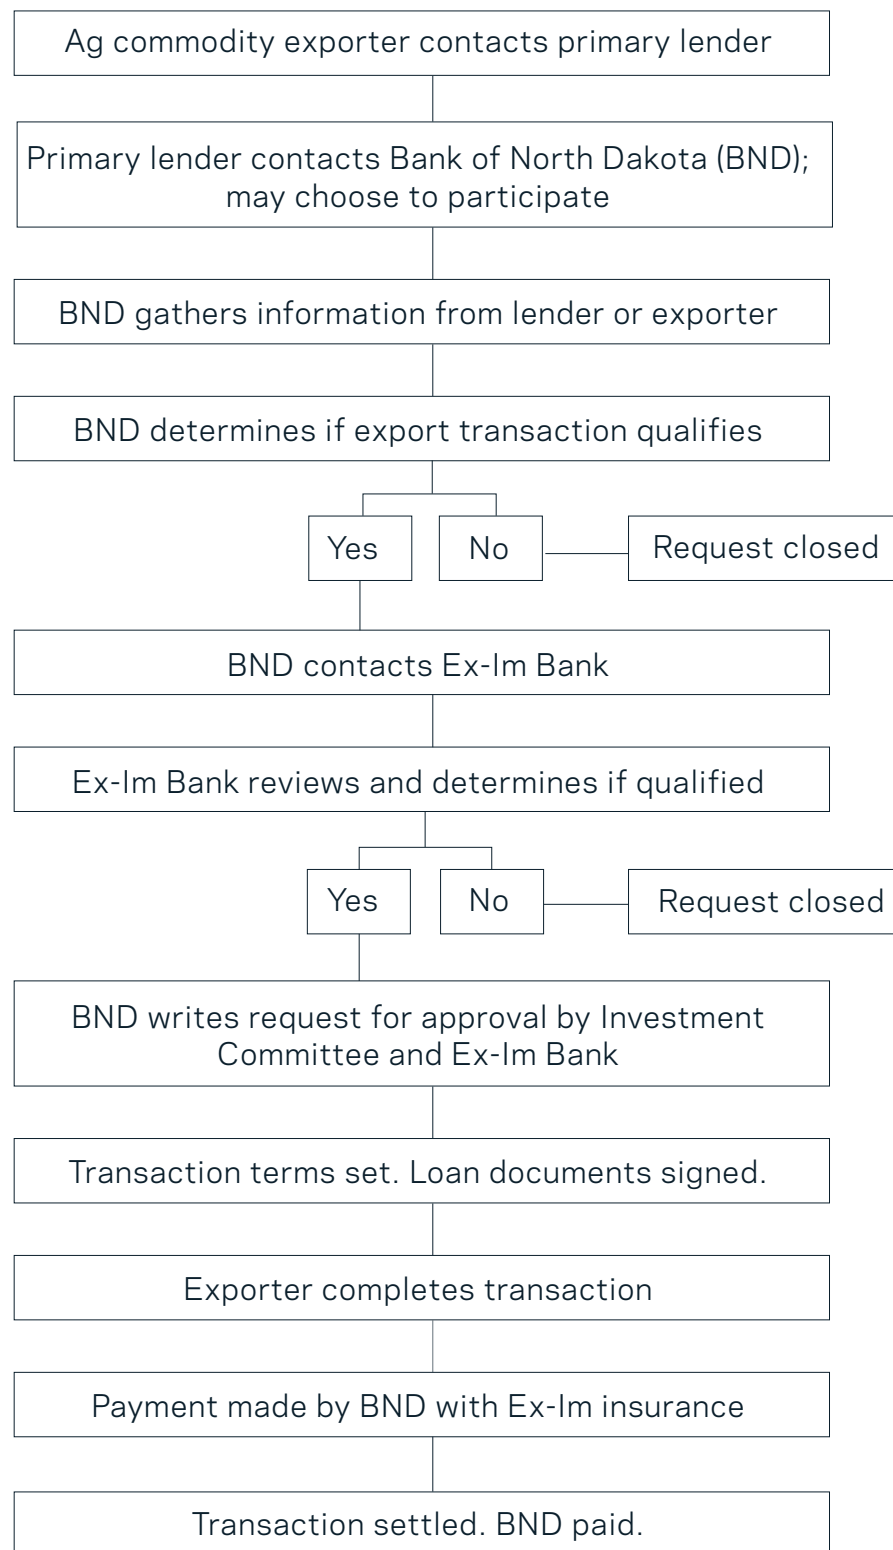 Ag commodity exporter contacts primary lender
Primary lender contacts Bank of North Dakota (BND);
may choose to participate
BND gathers information from lender or exporter
BND determines if export transaction qualifies
Yes
No
Request closed
BND contacts Ex-Im Bank
Ex-Im Bank reviews and determines if qualified
Yes
No
Request closed
BND writes request for approval by Investment
Committee and Ex-Im Bank
Transaction terms set. Loan documents signed.
Exporter completes transaction
Payment made by BND with Ex-Im insurance
Transaction settled. BND paid.